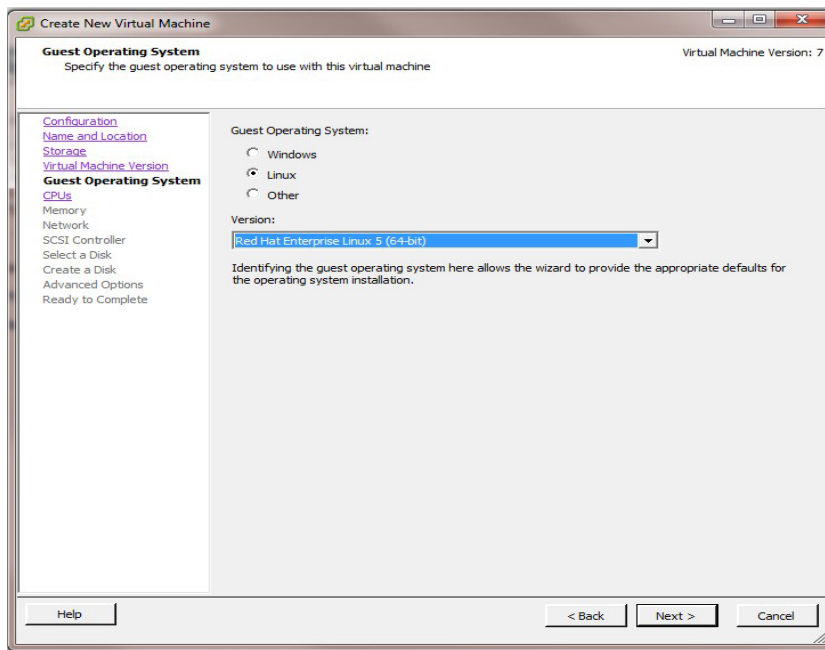 Create New Virtual Machine
Guest Operating System
Virtual Machine Version: 7
Specify the guest operating system to use with this virtual machine
Configuration
Name and Location
Storage
Virtual Machine Version
Guest Operating System
CPUs
Memory
Network
SCSI Controller
Select a Disk
Create a Disk
Advanced Options
Ready to Complete
Guest Operating System:
Windows
Linux
Other
Version:
Red Hat Enterprise Linux 5 (64-bit)
Identifying the guest operating system here allows the wizard to provide the appropriate defaults for
the operating system installation.
Help
< Back
Next >
Cancel